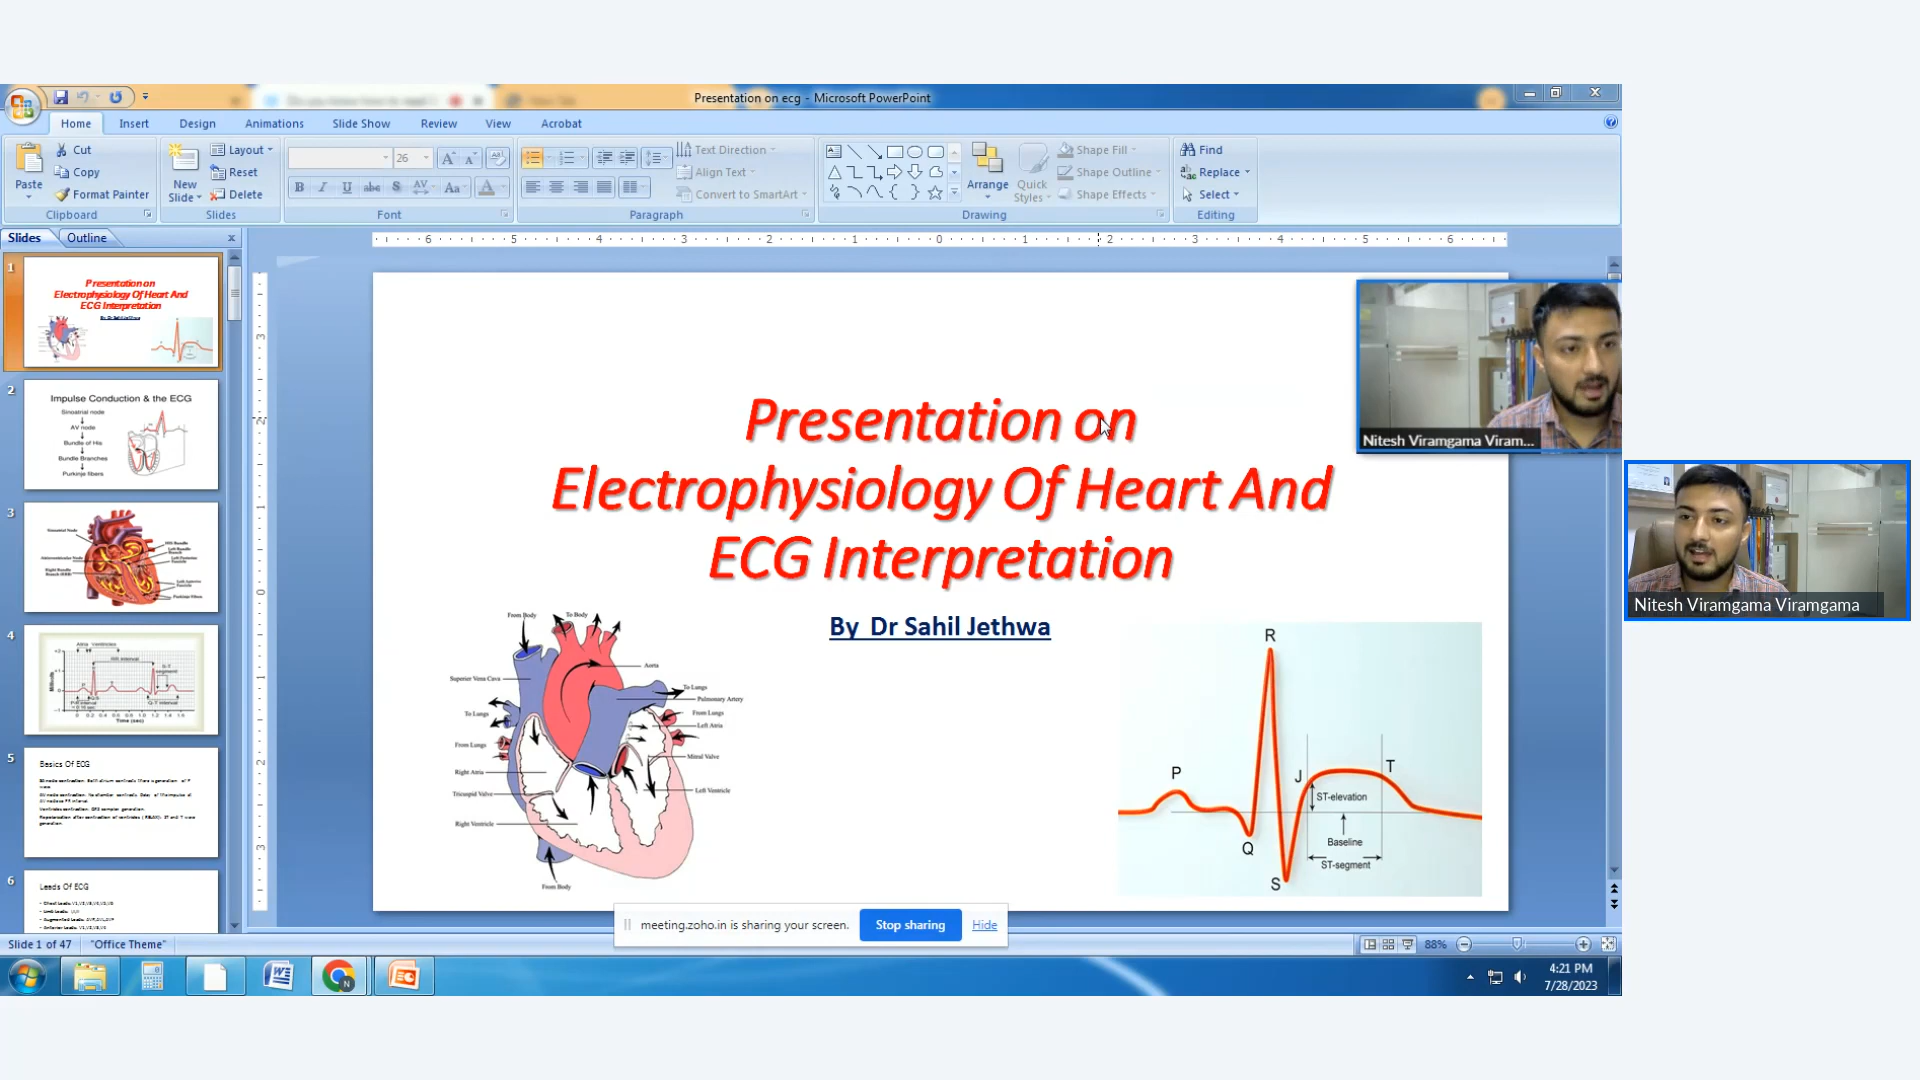 Presentation on ecg - Microsoft PowerPoint
Home Insert Design Animations Slide Show Review View Acrobat
Paste
Cut
Copy
Format Painter
Clipboard
New Slide
Layout
Reset
Delete
Slides
26
Font
Text Direction
Align Text
Convert to SmartArt
Paragraph
Arrange
Quick Styles
Shape Fill
Shape Outline
Shape Effects
Drawing
Find
Replace
Select
Editing
Slides Outline
1
Presentation on
Electrophysiology Of Heart And
ECG Interpretation
By Dr Sahil Jethwa
2
Impulse Conduction & the ECG
Sinoatrial node
AV node
Bundle of His
Bundle Branches
Purkinje fibers
3
4
5
Basics Of ECG
6
Leads Of ECG
Presentation on
Electrophysiology Of Heart And
ECG Interpretation
By Dr Sahil Jethwa
From Body
To Body
Aorta
Superior Vena Cava
To Lungs
Pulmonary Artery
To Lungs
From Lungs
Left Atria
From Lungs
Mitral Valve
Right Atria
Left Ventricle
Tricuspid Valve
Right Ventricle
From Body
R
P
J
T
ST-elevation
Baseline
Q
ST-segment
S
Nitesh Viramgama Viram...
Nitesh Viramgama Viramgama
meeting.zoho.in is sharing your screen. Stop sharing Hide
Slide 1 of 47 "Office Theme" 88%
4:21 PM
7/28/2023